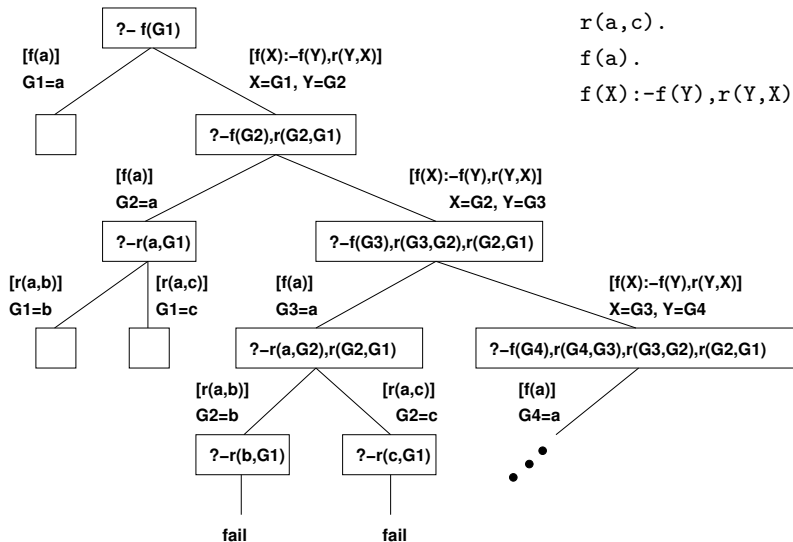 ?– f(G1)
r(a,c).
f(a).
f(X):-f(Y),r(Y,X)
[f(a)]
G1=a
[f(X):–f(Y),r(Y,X)]
X=G1, Y=G2
?–f(G2),r(G2,G1)
[f(a)]
G2=a
[f(X):–f(Y),r(Y,X)]
X=G2, Y=G3
?–r(a,G1)
?–f(G3),r(G3,G2),r(G2,G1)
[r(a,b)]
G1=b
[r(a,c)]
G1=c
[f(a)]
G3=a
[f(X):–f(Y),r(Y,X)]
X=G3, Y=G4
?–r(a,G2),r(G2,G1)
?–f(G4),r(G4,G3),r(G3,G2),r(G2,G1)
[r(a,b)]
G2=b
[r(a,c)]
G2=c
[f(a)]
G4=a
?–r(b,G1)
?–r(c,G1)
fail
fail